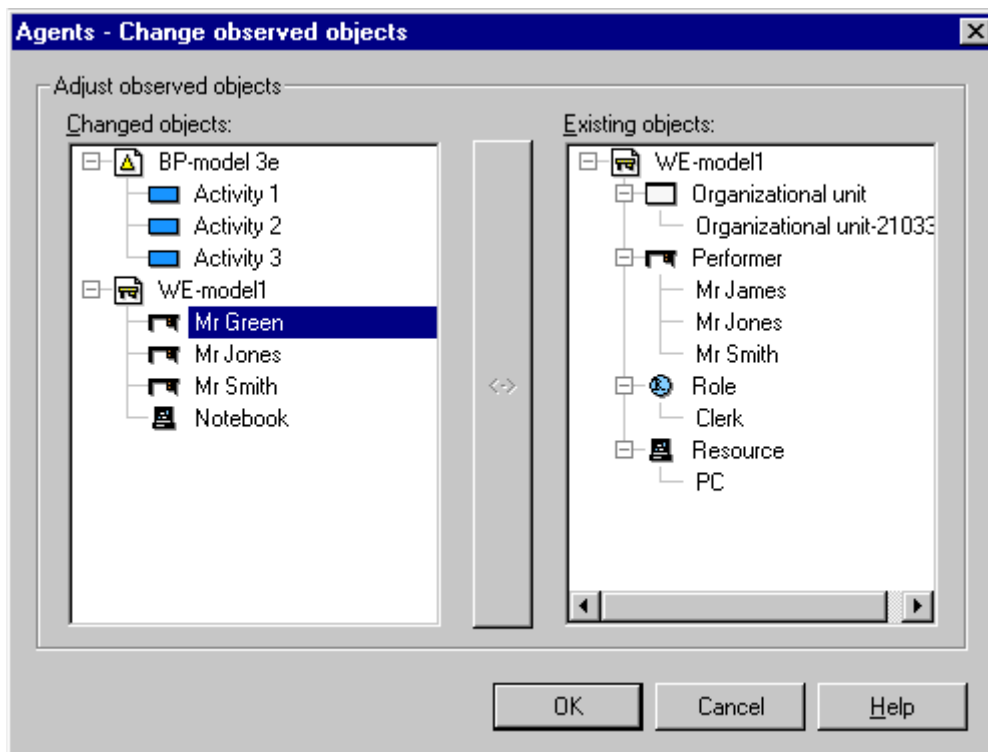 Agents - Change observed objects
Adjust observed objects
Changed objects:
BP-model 3e
Activity 1
Activity 2
Activity 3
WE-model1
Mr Green
Mr Jones
Mr Smith
Notebook
<->
Existing objects:
WE-model1
Organizational unit
Organizational unit-21033
Performer
Mr James
Mr Jones
Mr Smith
Role
Clerk
Resource
PC
OK
Cancel
Help